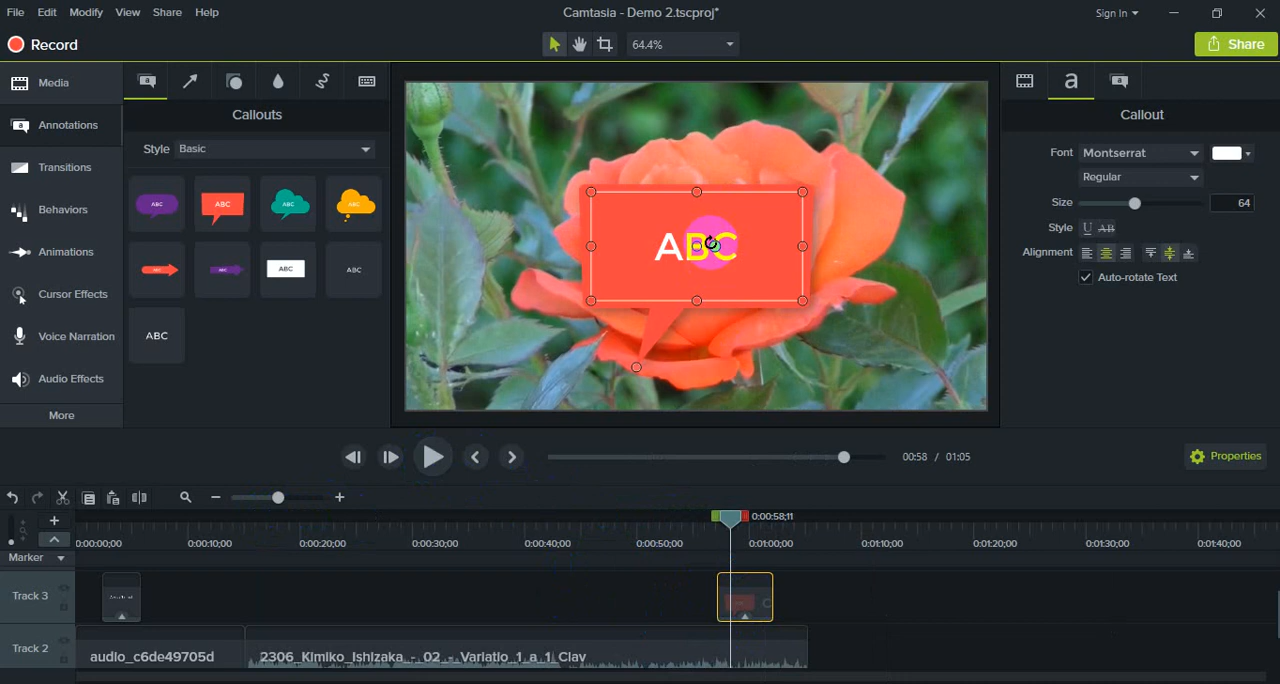 File Edit Modify View Share Help
Camtasia - Demo 2.tscproj*
Sign In
Record
64.4%
Share
Media
Annotations
Transitions
Behaviors
Animations
Cursor Effects
Voice Narration
Audio Effects
More
Callouts
Style Basic
ABC ABC ABC ABC
ABC ABC
ABC
ABC
a
Callout
Font Montserrat
Regular
Size 64
Style U AB
Alignment
Auto-rotate Text
00:58 / 01:05
Properties
0:00:58;11
0:00:00;00 0:00:10;00 0:00:20;00 0:00:30;00 0:00:40;00 0:00:50;00 0:01:00;00 0:01:10;00 0:01:20;00 0:01:30;00 0:01:40;00
Marker
Track 3
Track 2
audio_c6de49705d
2306_Kimiko_Ishizaka_-_02_-_Variatio_1_a_1_Clav